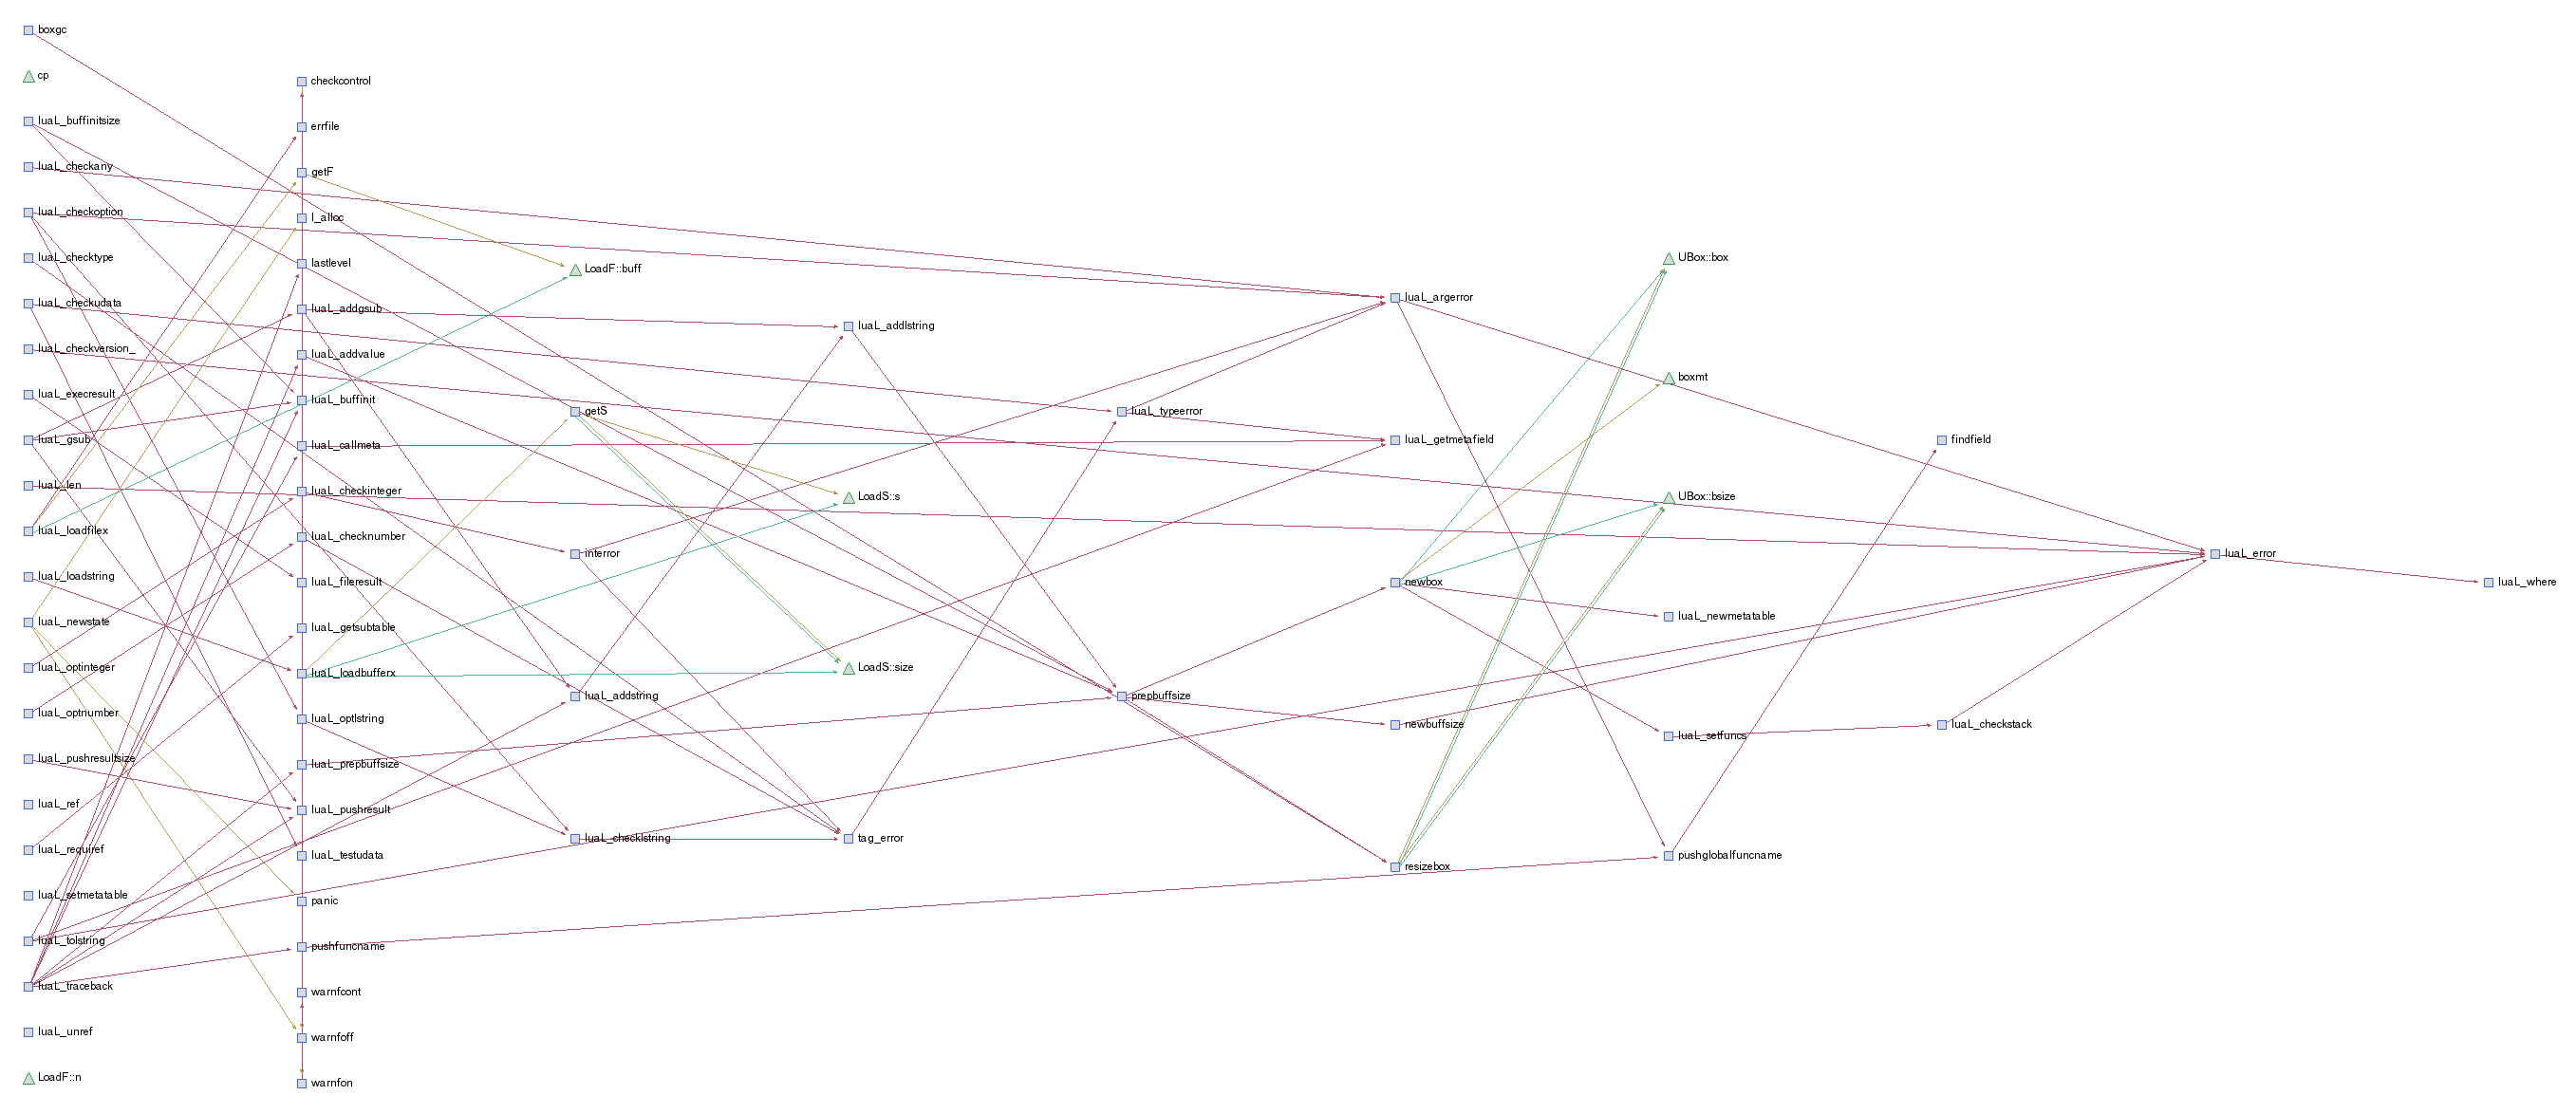 boxgc
cp
luaL_buffinitsize
luaL_checkany
luaL_checkoption
luaL_checktype
luaL_checkudata
luaL_checkversion_
luaL_execresult
luaL_gsub
luaL_len
luaL_loadfilex
luaL_loadstring
luaL_newstate
luaL_optinteger
luaL_optnumber
luaL_pushresultsize
luaL_ref
luaL_requiref
luaL_setmetatable
luaL_tolstring
luaL_traceback
luaL_unref
LoadF::n
checkcontrol
errfile
getF
l_alloc
lastlevel
luaL_addgsub
luaL_addvalue
luaL_buffinit
luaL_callmeta
luaL_checkinteger
luaL_checknumber
luaL_fileresult
luaL_getsubtable
luaL_loadbufferx
luaL_optlstring
luaL_prepbuffsize
luaL_pushresult
luaL_testudata
panic
pushfuncname
warnfcont
warnfoff
warnfon
LoadF::buff
getS
interror
luaL_addstring
luaL_checklstring
luaL_addlstring
LoadS::s
LoadS::size
tag_error
luaL_typeerror
prepbuffsize
luaL_argerror
luaL_getmetafield
newbox
newbuffsize
resizebox
UBox::box
boxmt
UBox::bsize
luaL_newmetatable
luaL_setfuncs
pushglobalfuncname
findfield
luaL_checkstack
luaL_error
luaL_where